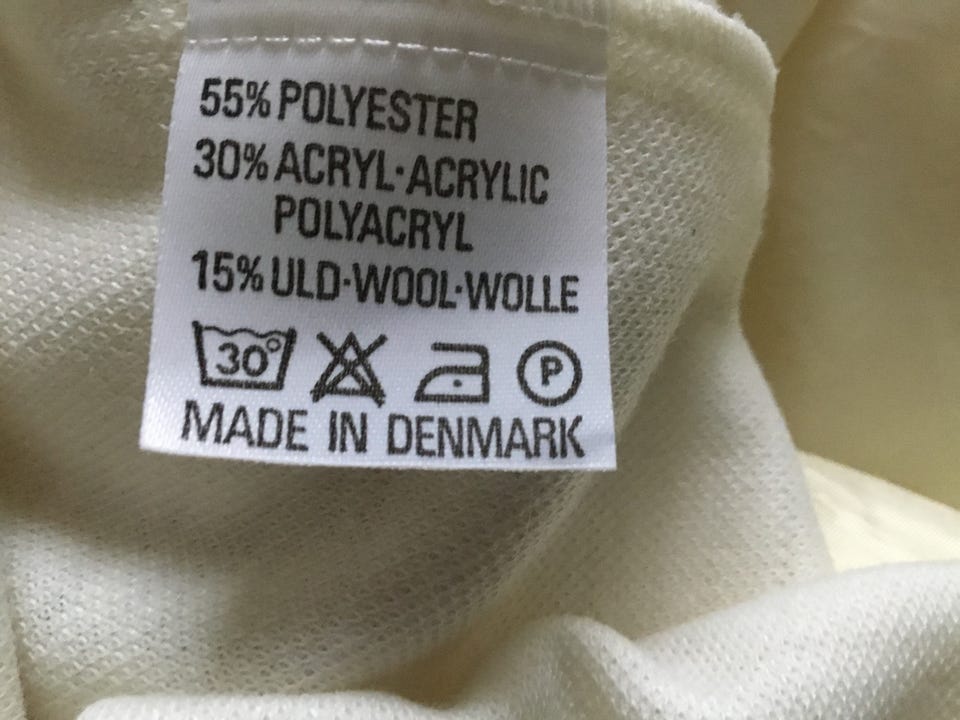 55% POLYESTER
30% ACRYL·ACRYLIC
POLYACRYL
15% ULD·WOOL·WOLLE
30° P
MADE IN DENMARK